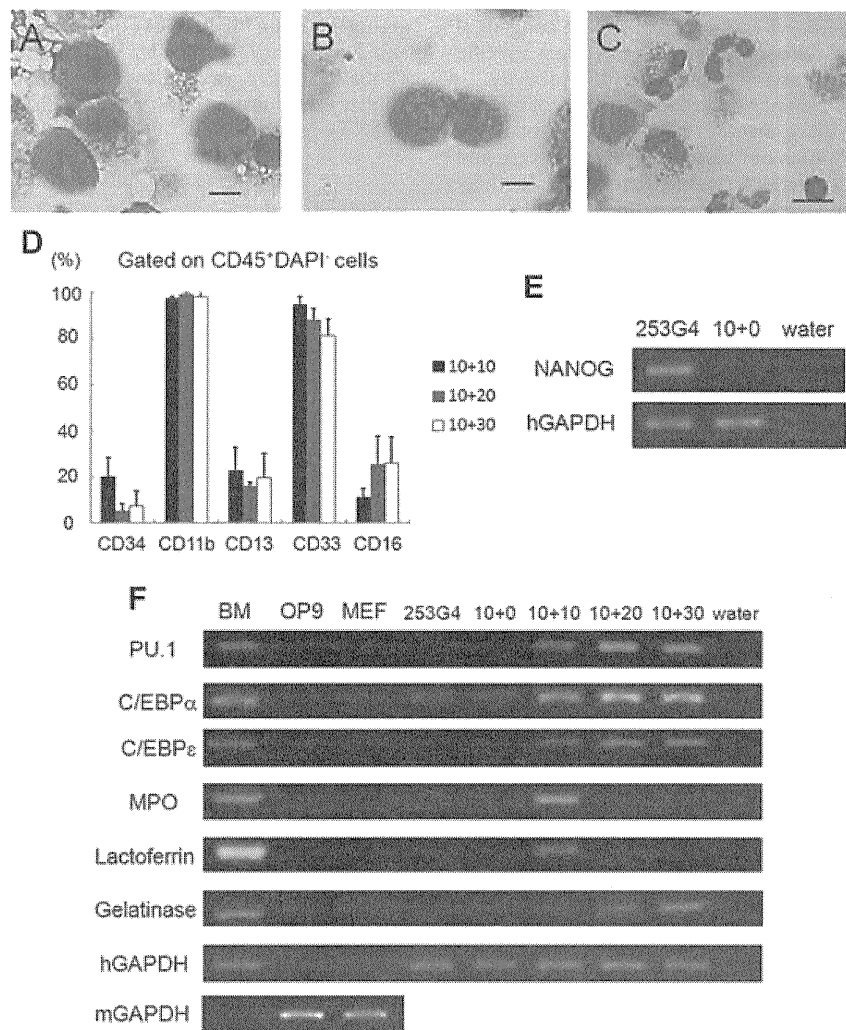 A
B
C
D
(%)
Gated on CD45⁺DAPI⁻ cells
100
80
60
40
20
0
CD34 CD11b CD13 CD33 CD16
10+10
10+20
10+30
E
253G4 10+0 water
NANOG
hGAPDH
F
BM OP9 MEF 253G4 10+0 10+10 10+20 10+30 water
PU.1
C/EBPα
C/EBPε
MPO
Lactoferrin
Gelatinase
hGAPDH
mGAPDH